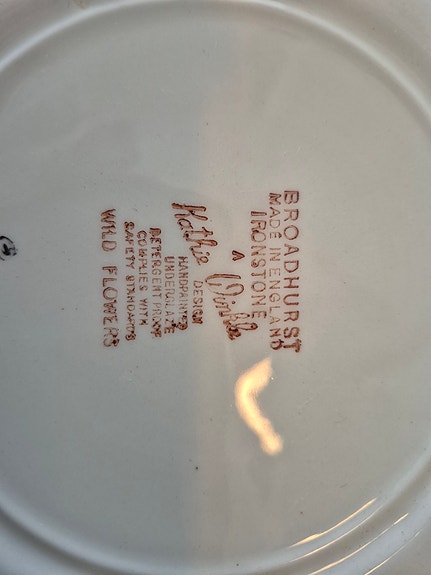 BROADHURST
MADE IN ENGLAND
IRONSTONE
A
Kathie Winkle
DESIGN
HANDPAINTED
UNDERGLAZE
DETERGENT PROOF
COMPLIES WITH
SAFETY STANDARDS
WILD FLOWERS